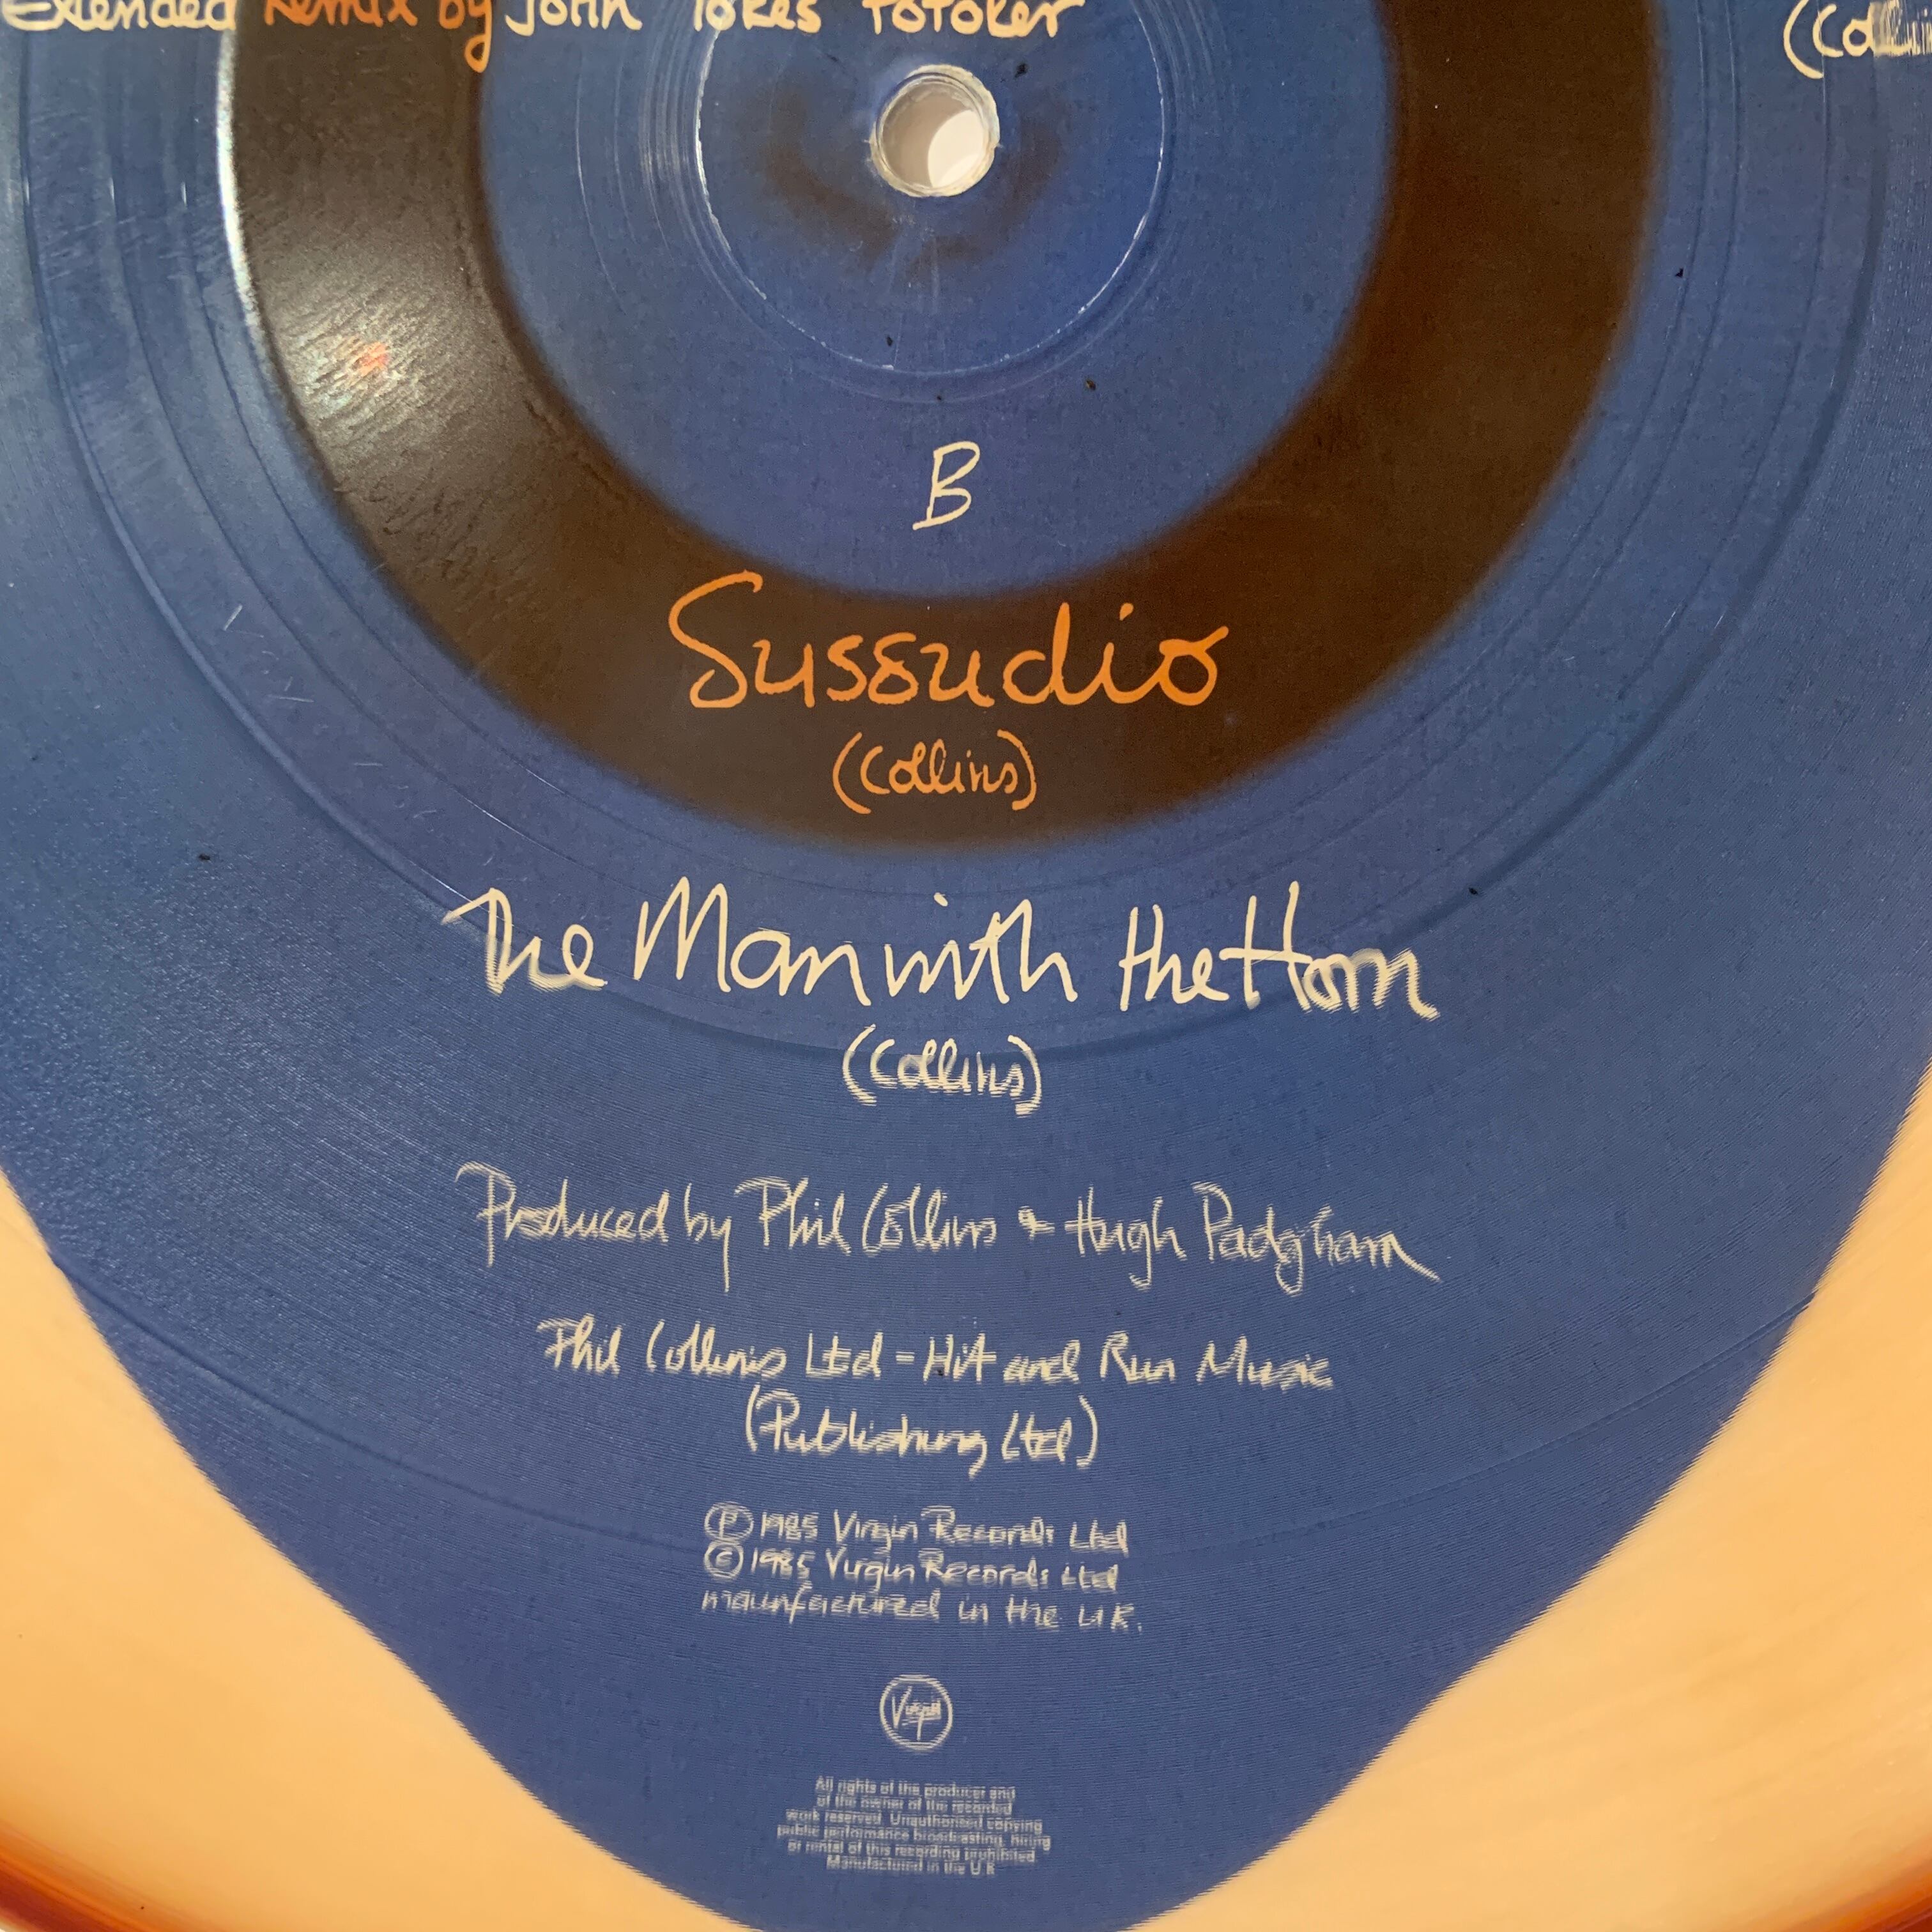 Extended Remix by John 'Tokes' Potoker
(Collin
B
Sussudio
(Collins)
The Man with the Horn
(Collins)
Produced by Phil Collins & Hugh Padgham
Phil Collins Ltd - Hit and Run Music
(Publishing Ltd)
Ⓟ 1985 Virgin Records Ltd
© 1985 Virgin Records Ltd
maunfactured in the U.K.
Virgin
All rights of the producer and
of the owner of the recorded
work reserved. Unauthorised copying
public performance broadcasting, hiring
or rental of this recording prohibited
Manufactured in the U.K